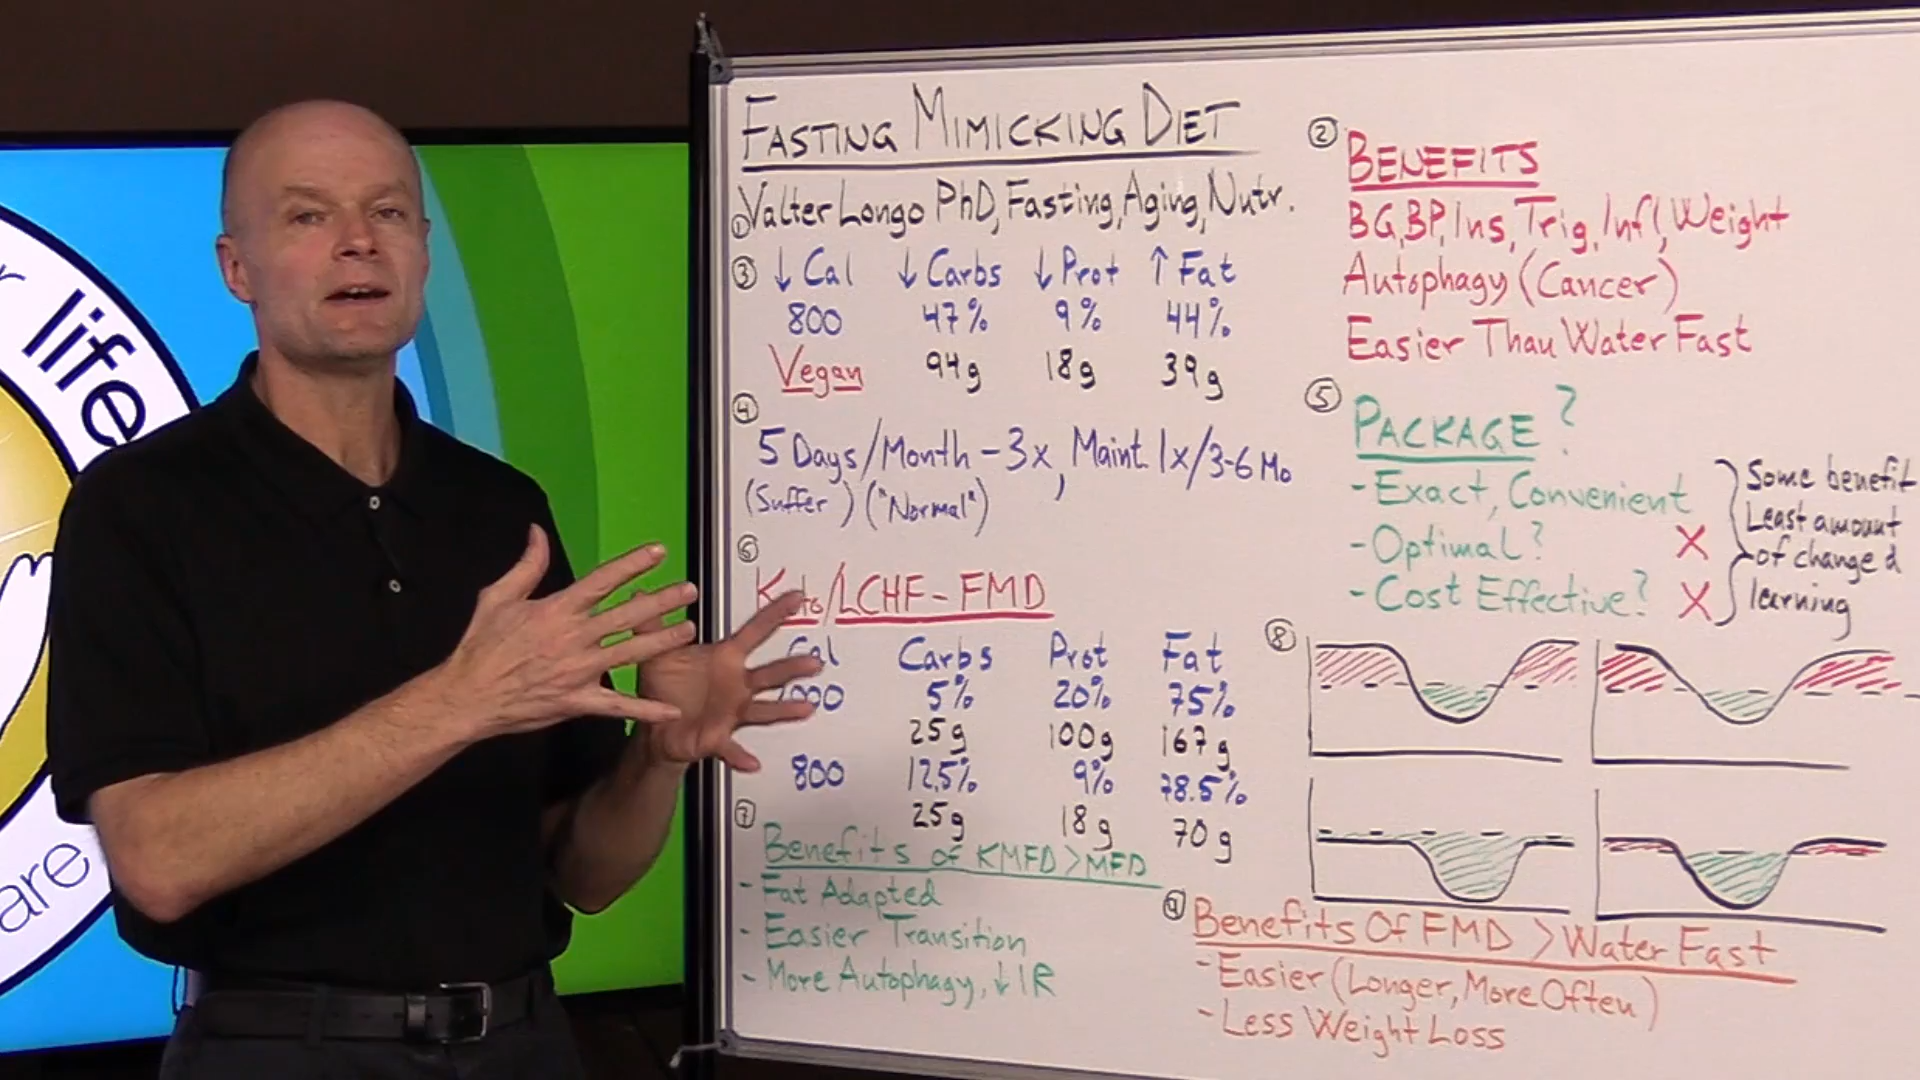 r life
are
FASTING MIMICKING DIET
① Valter Longo PhD, Fasting, Aging, Nutr.
③ ↓ Cal ↓ Carbs ↓ Prot ↑ Fat
800 47% 9% 44%
Vegan 94g 18g 39g
④
5 Days/Month - 3x, Maint 1x/3-6 Mo
(Suffer) ("Normal")
⑥
/LCHF - FMD
Cal Carbs Prot Fat
5% 20% 75%
25g 100g 167g
800 12.5% 9% 78.5%
25g 18g 70g
⑦
Benefits of KMFD > MFD
- Fat Adapted
- Easier Transition
- More Autophagy, ↓ IR
② BENEFITS
BG, BP, Ins, Trig, Infl, Weight
Autophagy (Cancer)
Easier Than Water Fast
⑤ PACKAGE?
- Exact, Convenient
- Optimal? X
- Cost Effective? X
Some benefit
Least amount
of change &
learning
⑧
⑨ Benefits Of FMD > Water Fast
- Easier (Longer, More Often)
- Less Weight Loss